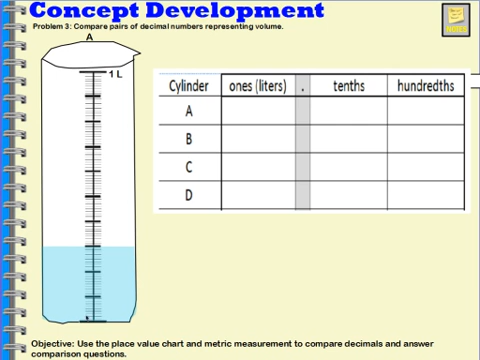 Concept Development
Problem 3: Compare pairs of decimal numbers representing volume.
A
1 L
Cylinder ones (liters) . tenths hundredths
A
B
C
D
Objective: Use the place value chart and metric measurement to compare decimals and answer
comparison questions.